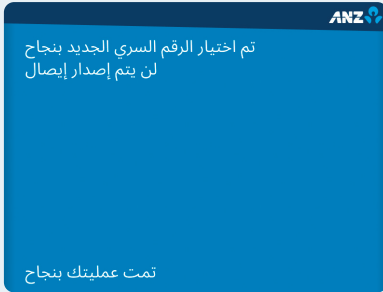 ANZ
تم اختيار الرقم السري الجديد بنجاح
لن يتم إصدار إيصال
تمت عمليتك بنجاح